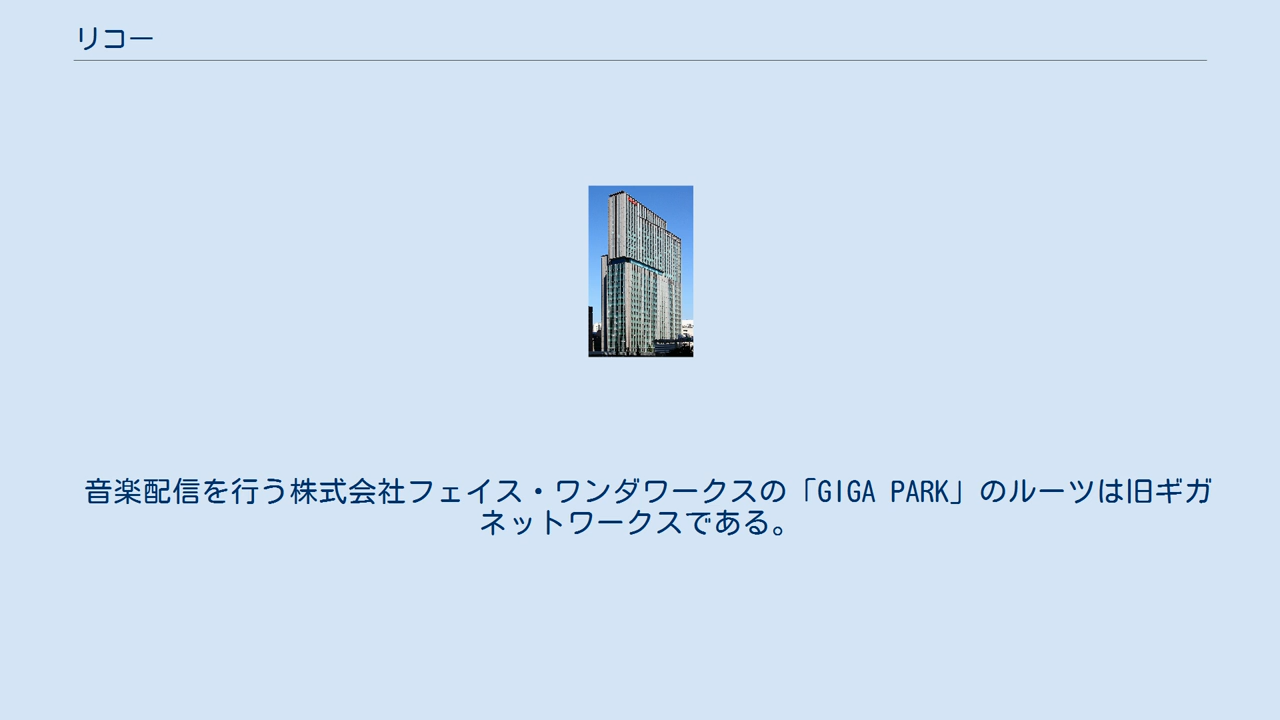 リコー
音楽配信を行う株式会社フェイス・ワンダワークスの「GIGA PARK」のルーツは旧ギガ
ネットワークスである。